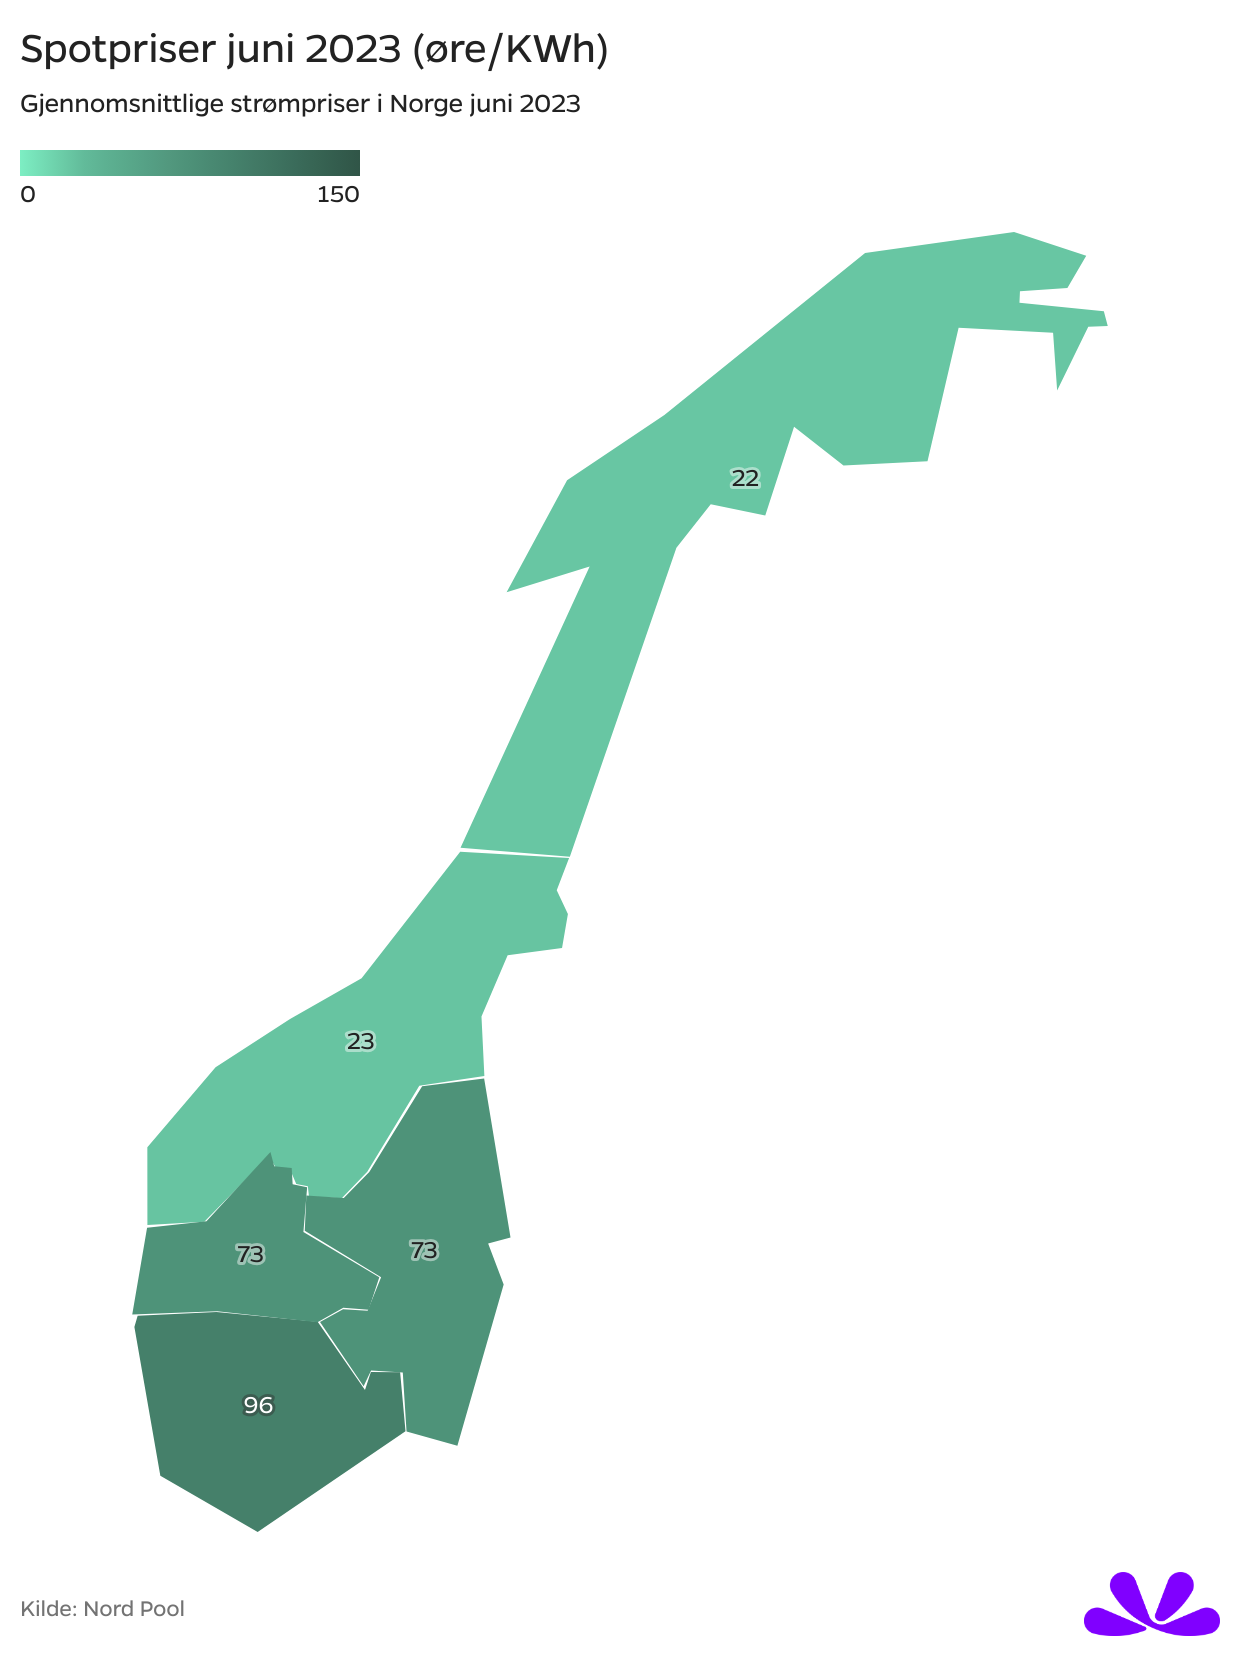 Spotpriser juni 2023 (øre/KWh)
Gjennomsnittlige strømpriser i Norge juni 2023
0 150
22
23
73 73
96
Kilde: Nord Pool